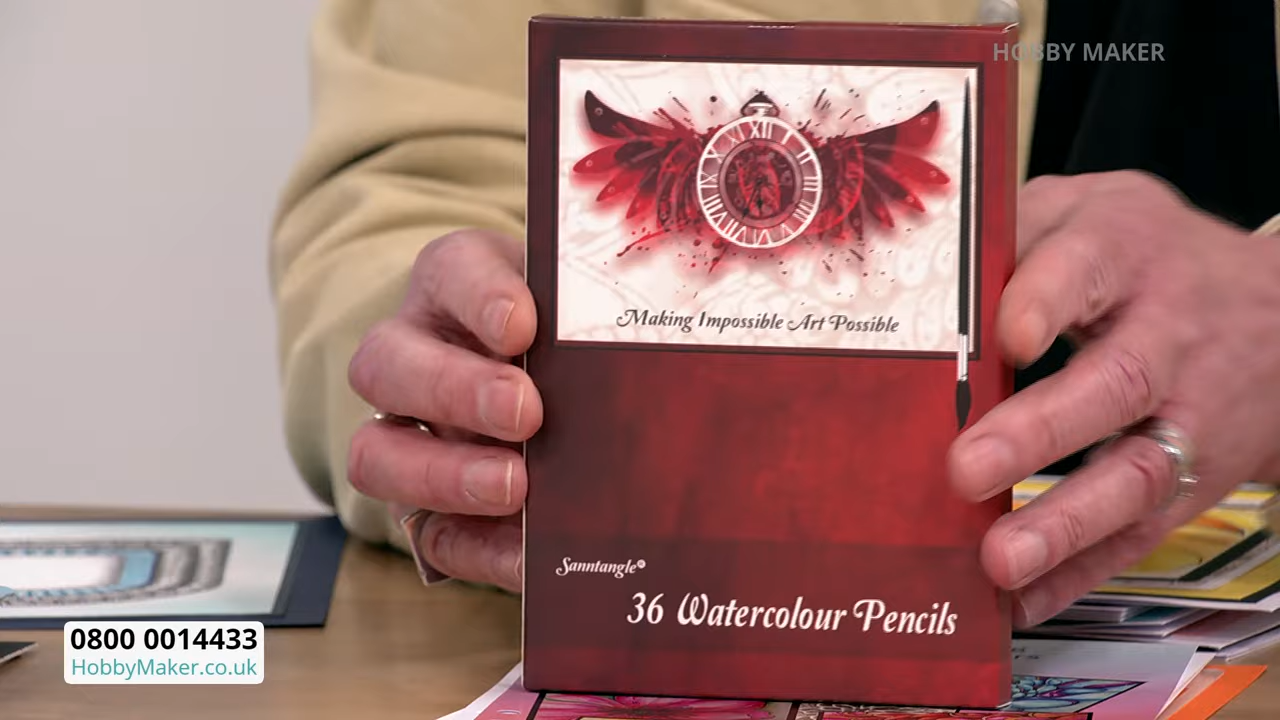 HOBBY MAKER
Making Impossible Art Possible
Sanntangle®
36 Watercolour Pencils
0800 0014433
HobbyMaker.co.uk